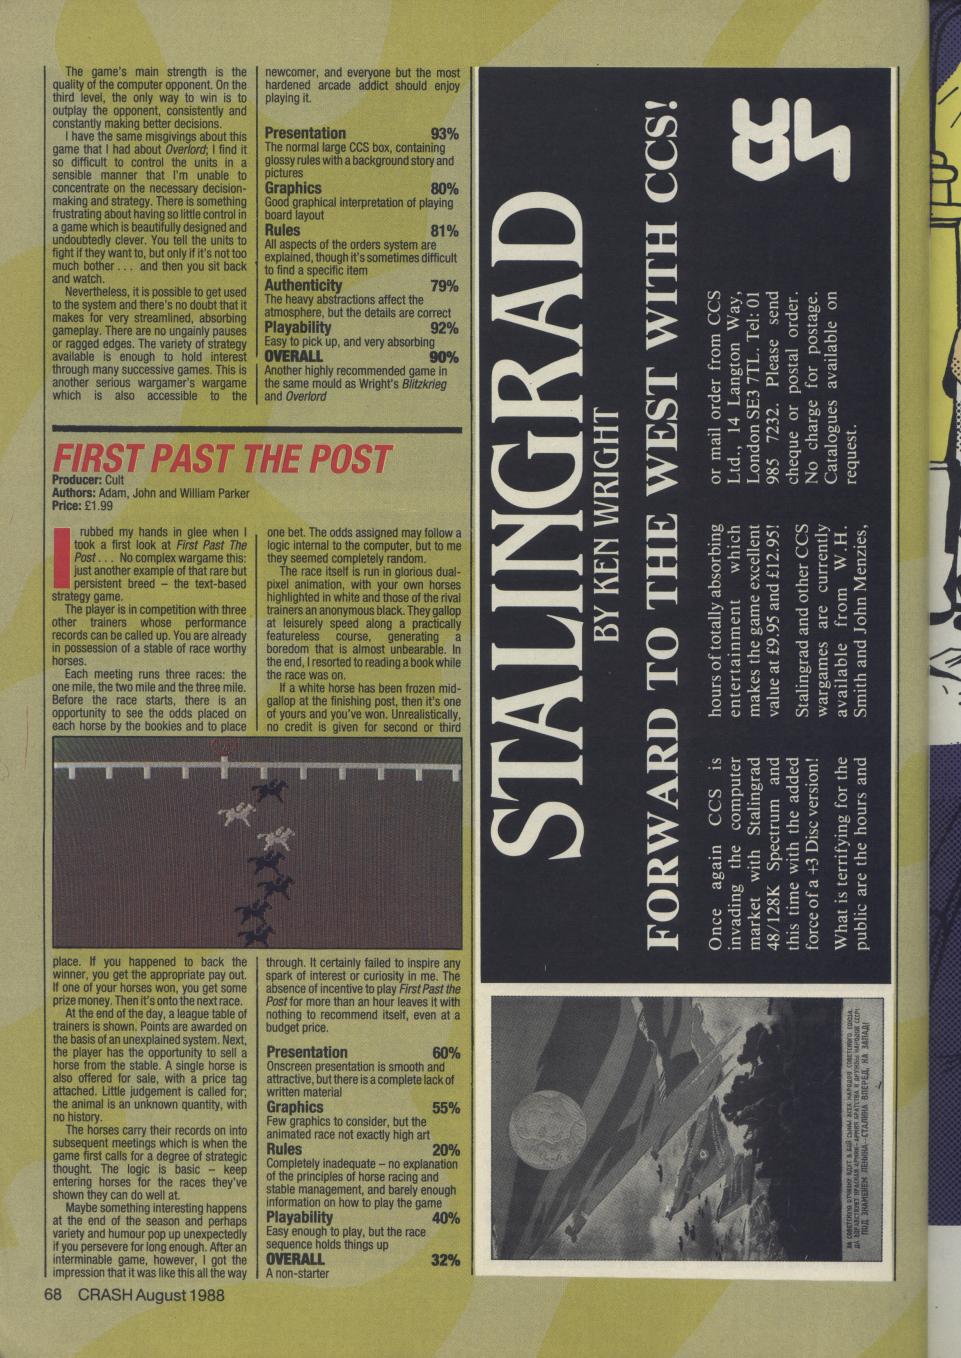 The game's main strength is the
quality of the computer opponent. On the
third level, the only way to win is to
outplay the opponent, consistently and
constantly making better decisions.
I have the same misgivings about this
game that I had about Overlord; I find it
so difficult to control the units in a
sensible manner that I'm unable to
concentrate on the necessary decision-
making and strategy. There is something
frustrating about having so little control in
a game which is beautifully designed and
undoubtedly clever. You tell the units to
fight if they want to, but only if it's not too
much bother . . . and then you sit back
and watch.
Nevertheless, it is possible to get used
to the system and there's no doubt that it
makes for very streamlined, absorbing
gameplay. There are no ungainly pauses
or ragged edges. The variety of strategy
available is enough to hold interest
through many successive games. This is
another serious wargamer's wargame
which is also accessible to the
newcomer, and everyone but the most
hardened arcade addict should enjoy
playing it.
Presentation 93%
The normal large CCS box, containing
glossy rules with a background story and
pictures
Graphics 80%
Good graphical interpretation of playing
board layout
Rules 81%
All aspects of the orders system are
explained, though it's sometimes difficult
to find a specific item
Authenticity 79%
The heavy abstractions affect the
atmosphere, but the details are correct
Playability 92%
Easy to pick up, and very absorbing
OVERALL 90%
Another highly recommended game in
the same mould as Wright's Blitzkrieg
and Overlord
FIRST PAST THE POST
Producer: Cult
Authors: Adam, John and William Parker
Price: £1.99
I rubbed my hands in glee when I
took a first look at First Past The
Post . . . No complex wargame this:
just another example of that rare but
persistent breed – the text-based
strategy game.
The player is in competition with three
other trainers whose performance
records can be called up. You are already
in possession of a stable of race worthy
horses.
Each meeting runs three races: the
one mile, the two mile and the three mile.
Before the race starts, there is an
opportunity to see the odds placed on
each horse by the bookies and to place
one bet. The odds assigned may follow a
logic internal to the computer, but to me
they seemed completely random.
The race itself is run in glorious dual-
pixel animation, with your own horses
highlighted in white and those of the rival
trainers an anonymous black. They gallop
at leisurely speed along a practically
featureless course, generating a
boredom that is almost unbearable. In
the end, I resorted to reading a book while
the race was on.
If a white horse has been frozen mid-
gallop at the finishing post, then it's one
of yours and you've won. Unrealistically,
no credit is given for second or third
place. If you happened to back the
winner, you get the appropriate pay out.
If one of your horses won, you get some
prize money. Then it's onto the next race.
At the end of the day, a league table of
trainers is shown. Points are awarded on
the basis of an unexplained system. Next,
the player has the opportunity to sell a
horse from the stable. A single horse is
also offered for sale, with a price tag
attached. Little judgement is called for;
the animal is an unknown quantity, with
no history.
The horses carry their records on into
subsequent meetings which is when the
game first calls for a degree of strategic
thought. The logic is basic – keep
entering horses for the races they've
shown they can do well at.
Maybe something interesting happens
at the end of the season and perhaps
variety and humour pop up unexpectedly
if you persevere for long enough. After an
interminable game, however, I got the
impression that it was like this all the way
through. It certainly failed to inspire any
spark of interest or curiosity in me. The
absence of incentive to play First Past the
Post for more than an hour leaves it with
nothing to recommend itself, even at a
budget price.
Presentation 60%
Onscreen presentation is smooth and
attractive, but there is a complete lack of
written material
Graphics 55%
Few graphics to consider, but the
animated race not exactly high art
Rules 20%
Completely inadequate – no explanation
of the principles of horse racing and
stable management, and barely enough
information on how to play the game
Playability 40%
Easy enough to play, but the race
sequence holds things up
OVERALL 32%
A non-starter
68 CRASH August 1988
STALINGRAD
BY KEN WRIGHT
FORWARD TO THE WEST WITH CCS!
Once again CCS is
invading the computer
market with Stalingrad
48/128K Spectrum and
this time with the added
force of a +3 Disc version!
What is terrifying for the
public are the hours and
hours of totally absorbing
entertainment which
makes the game excellent
value at £9.95 and £12.95!
Stalingrad and other CCS
wargames are currently
available from W.H.
Smith and John Menzies,
or mail order from CCS
Ltd., 14 Langton Way,
London SE3 7TL. Tel: 01
985 7232. Please send
cheque or postal order.
No charge for postage.
Catalogues available on
request.
ЗА СОВЕТСКУЮ ОТЧИЗНУ ИДУТ В БОЙ СЫНЫ ВСЕХ НАРОДОВ СОВЕТСКОГО СОЮЗА.
ДА ЗДРАВСТВУЕТ КРАСНАЯ АРМИЯ–АРМИЯ БРАТСТВА И ДРУЖБЫ НАРОДОВ СССР!
ПОД ЗНАМЕНЕМ ЛЕНИНА–СТАЛИНА ВПЕРЕД, НА ЗАПАД!